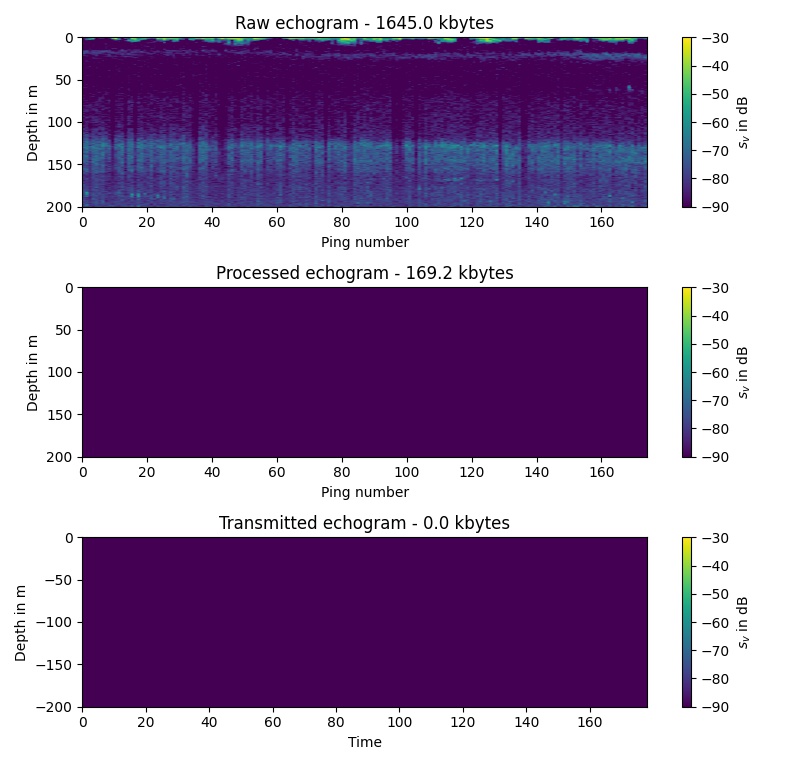 Raw echogram - 1645.0 kbytes
0
50
100
150
200
Depth in m
0 20 40 60 80 100 120 140 160
Ping number
−30
−40
−50
−60
−70
−80
−90
sv in dB
Processed echogram - 169.2 kbytes
0
50
100
150
200
Depth in m
0 20 40 60 80 100 120 140 160
Ping number
−30
−40
−50
−60
−70
−80
−90
sv in dB
Transmitted echogram - 0.0 kbytes
0
−50
−100
−150
−200
Depth in m
0 20 40 60 80 100 120 140 160
Time
−30
−40
−50
−60
−70
−80
−90
sv in dB